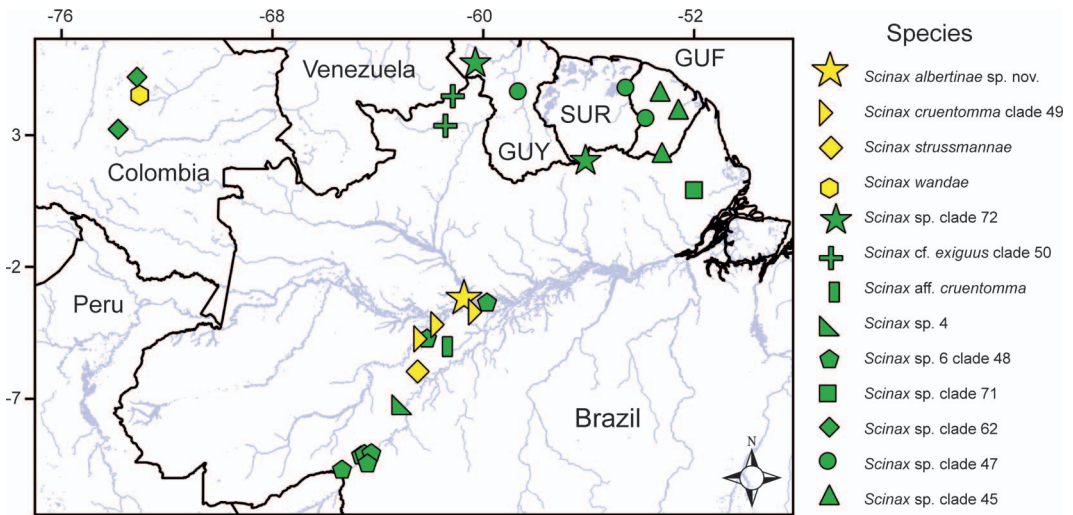 -76
-68
-60
-52
3
-2
-7
Venezuela
GUF
SUR
GUY
Colombia
Peru
Brazil
N
Species
Scinax albertinae sp. nov.
Scinax cruentomma clade 49
Scinax strussmannae
Scinax wandae
Scinax sp. clade 72
Scinax cf. exiguus clade 50
Scinax aff. cruentomma
Scinax sp. 4
Scinax sp. 6 clade 48
Scinax sp. clade 71
Scinax sp. clade 62
Scinax sp. clade 47
Scinax sp. clade 45